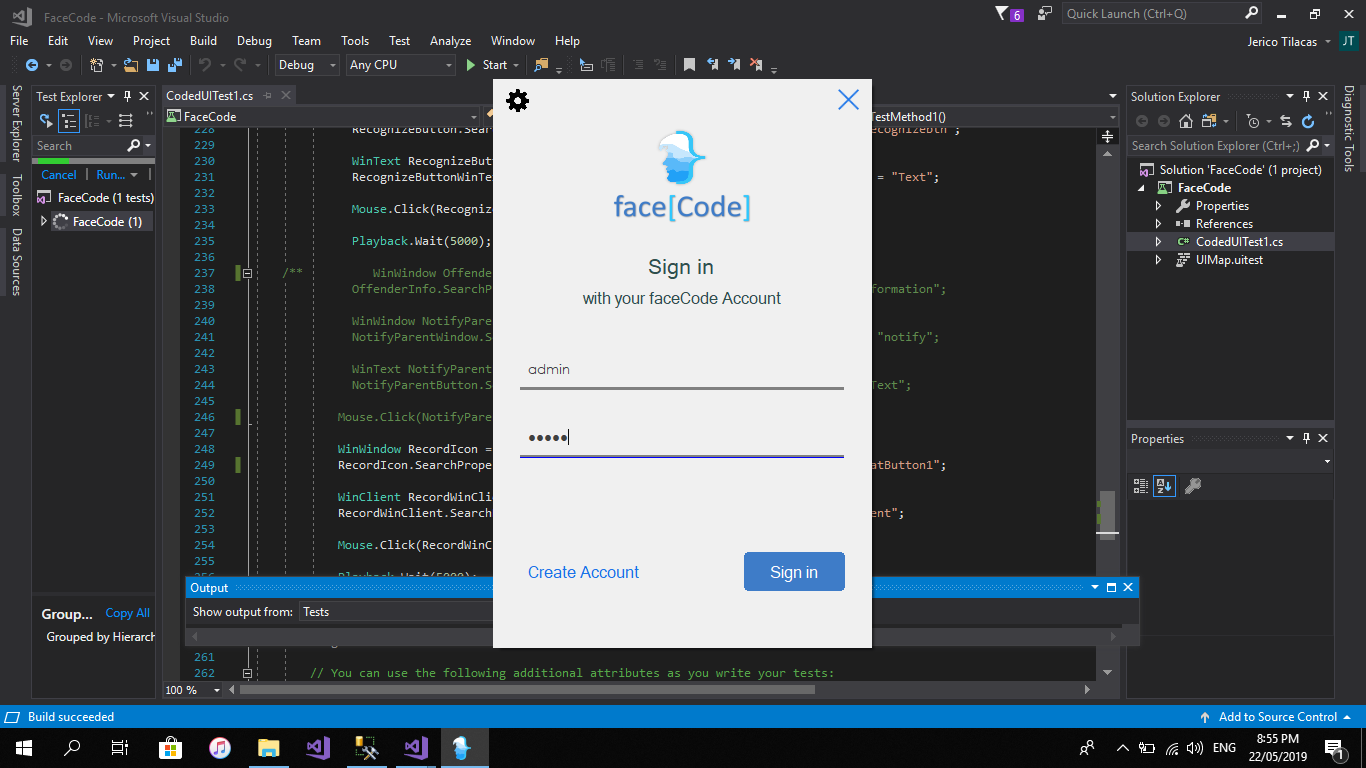 FaceCode - Microsoft Visual Studio
6
Quick Launch (Ctrl+Q)
File Edit View Project Build Debug Team Tools Test Analyze Window Help
Jerico Tilacas JT
Debug Any CPU Start
Server Explorer
Toolbox
Data Sources
Test Explorer
Search
Cancel Run...
FaceCode (1 tests)
FaceCode (1)
Group... Copy All
Grouped by Hierarch
CodedUITest1.cs
FaceCode
TestMethod1()
228 RecognizeButton.Sear ecognizeBtn";
229
230 WinText RecognizeButt
231 RecognizeButtonWinTe = "Text";
232
233 Mouse.Click(Recogniz
234
235 Playback.Wait(5000);
236
237 /** WinWindow Offende
238 OffenderInfo.SearchP formation";
239
240 WinWindow NotifyPare
241 NotifyParentWindow.S "notify";
242
243 WinText NotifyParent
244 NotifyParentButton.S Text";
245
246 Mouse.Click(NotifyPare
247
248 WinWindow RecordIcon =
249 RecordIcon.SearchPrope atButton1";
250
251 WinClient RecordWinCli
252 RecordWinClient.Search ent";
253
254 Mouse.Click(RecordWinC
255
256 Playback.Wait(5000);
Output
Show output from: Tests
261
262 // You can use the following additional attributes as you write your tests:
100 %
face[Code]
Sign in
with your faceCode Account
admin
•••••
Create Account
Sign in
Solution Explorer
Search Solution Explorer (Ctrl+;)
Solution 'FaceCode' (1 project)
FaceCode
Properties
References
CodedUITest1.cs
UIMap.uitest
Properties
Diagnostic Tools
Build succeeded
Add to Source Control
ENG
8:55 PM
22/05/2019
1